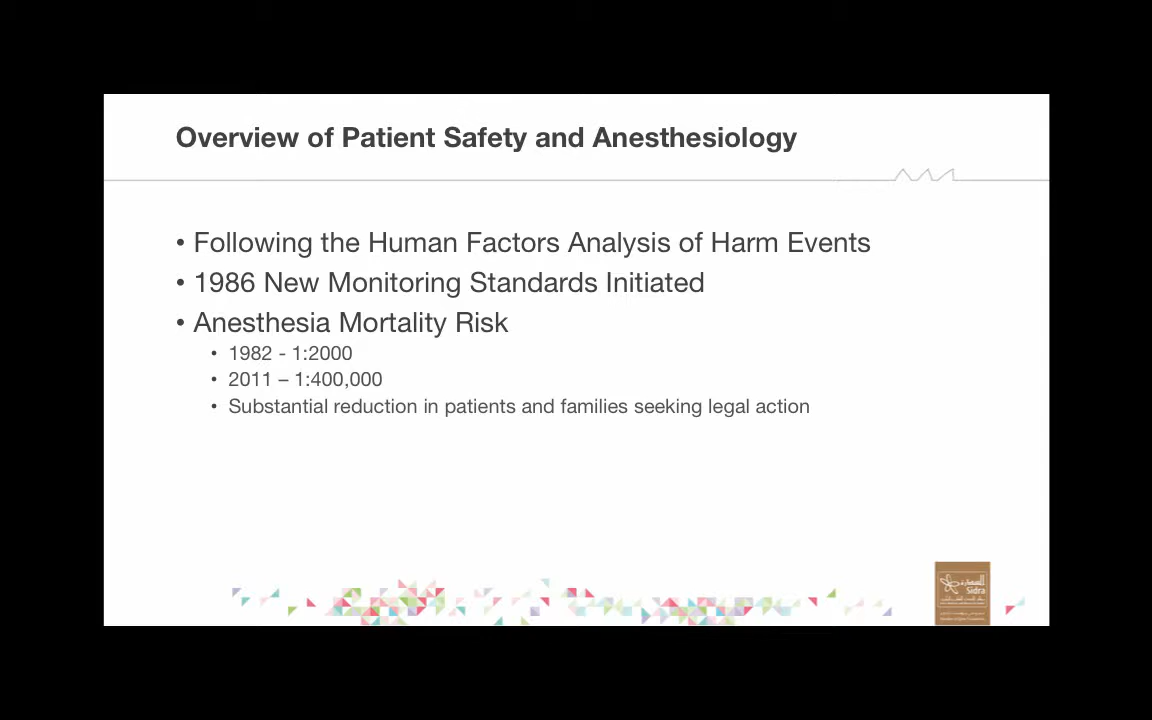 Overview of Patient Safety and Anesthesiology
• Following the Human Factors Analysis of Harm Events
• 1986 New Monitoring Standards Initiated
• Anesthesia Mortality Risk
• 1982 - 1:2000
• 2011 – 1:400,000
• Substantial reduction in patients and families seeking legal action
السدرة
Sidra